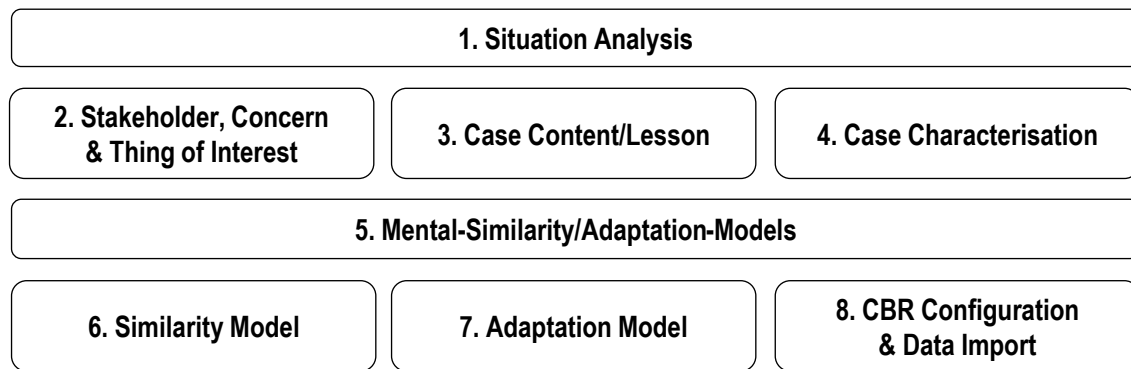 1. Situation Analysis
2. Stakeholder, Concern
& Thing of Interest
3. Case Content/Lesson
4. Case Characterisation
5. Mental-Similarity/Adaptation-Models
6. Similarity Model
7. Adaptation Model
8. CBR Configuration
& Data Import